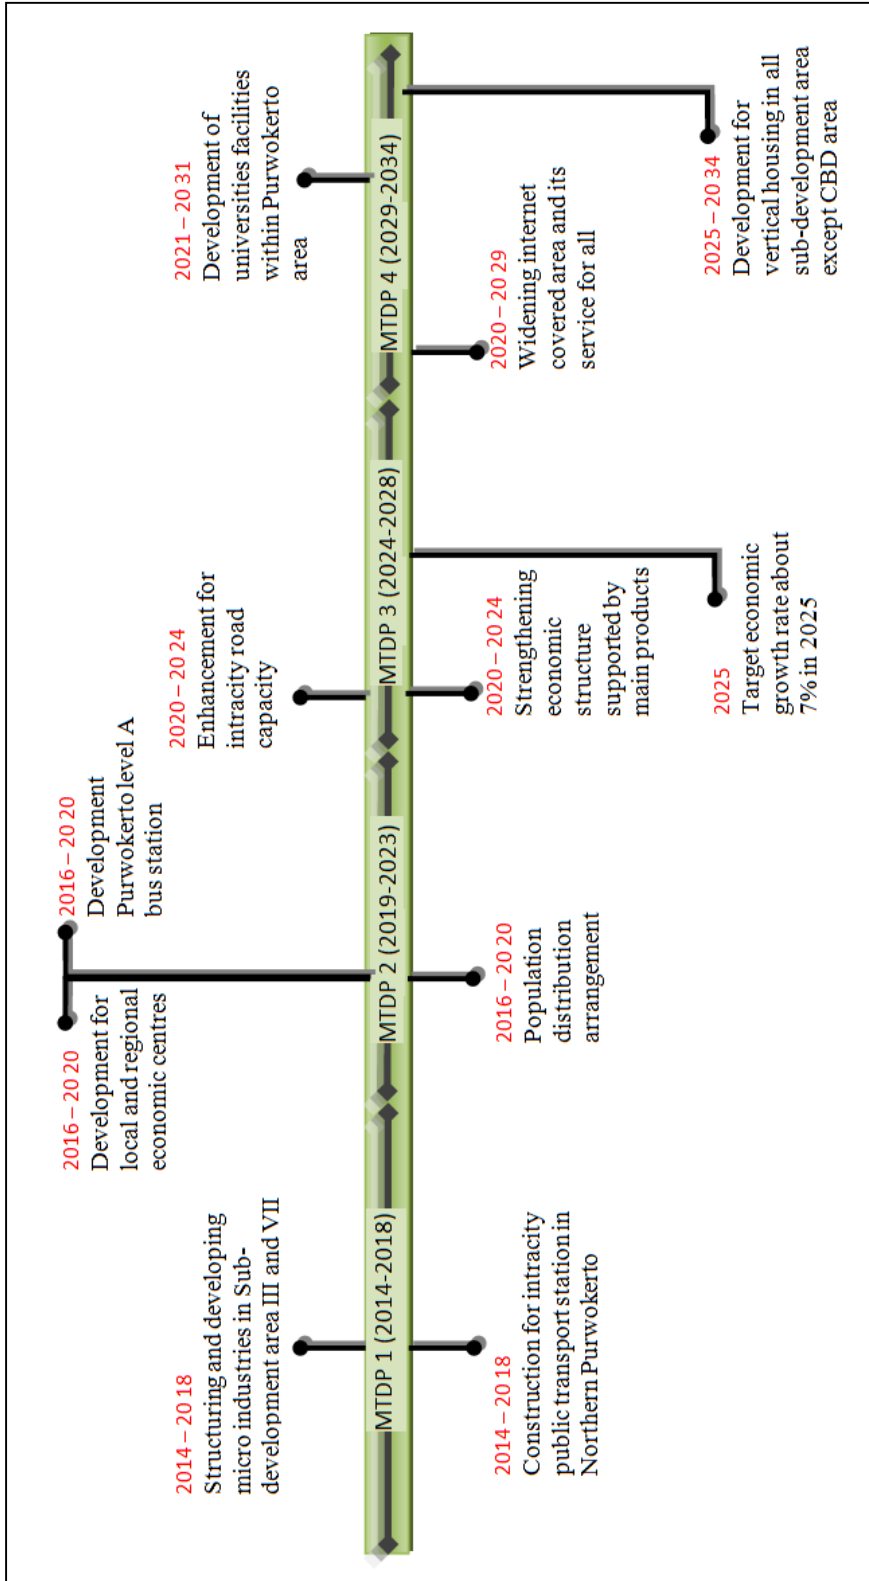 2014 – 2018
Structuring and developing
micro industries in Sub-
development area III and VII
2016 – 2020
Development for
local and regional
economic centres
2016 – 2020
Development
Purwokerto level A
bus station
2020 – 2024
Enhancement for
intracity road
capacity
2021 – 2031
Development of
universities facilities
within Purwokerto
area
MTDP 1 (2014-2018)
MTDP 2 (2019-2023)
MTDP 3 (2024-2028)
MTDP 4 (2029-2034)
2014 – 2018
Construction for intracity
public transport station in
Northern Purwokerto
2016 – 2020
Population
distribution
arrangement
2020 – 2024
Strengthening
economic
structure
supported by
main products
2020 – 2029
Widening internet
covered area and its
service for all
2025
Target economic
growth rate about
7% in 2025
2025 – 2034
Development for
vertical housing in all
sub-development area
except CBD area